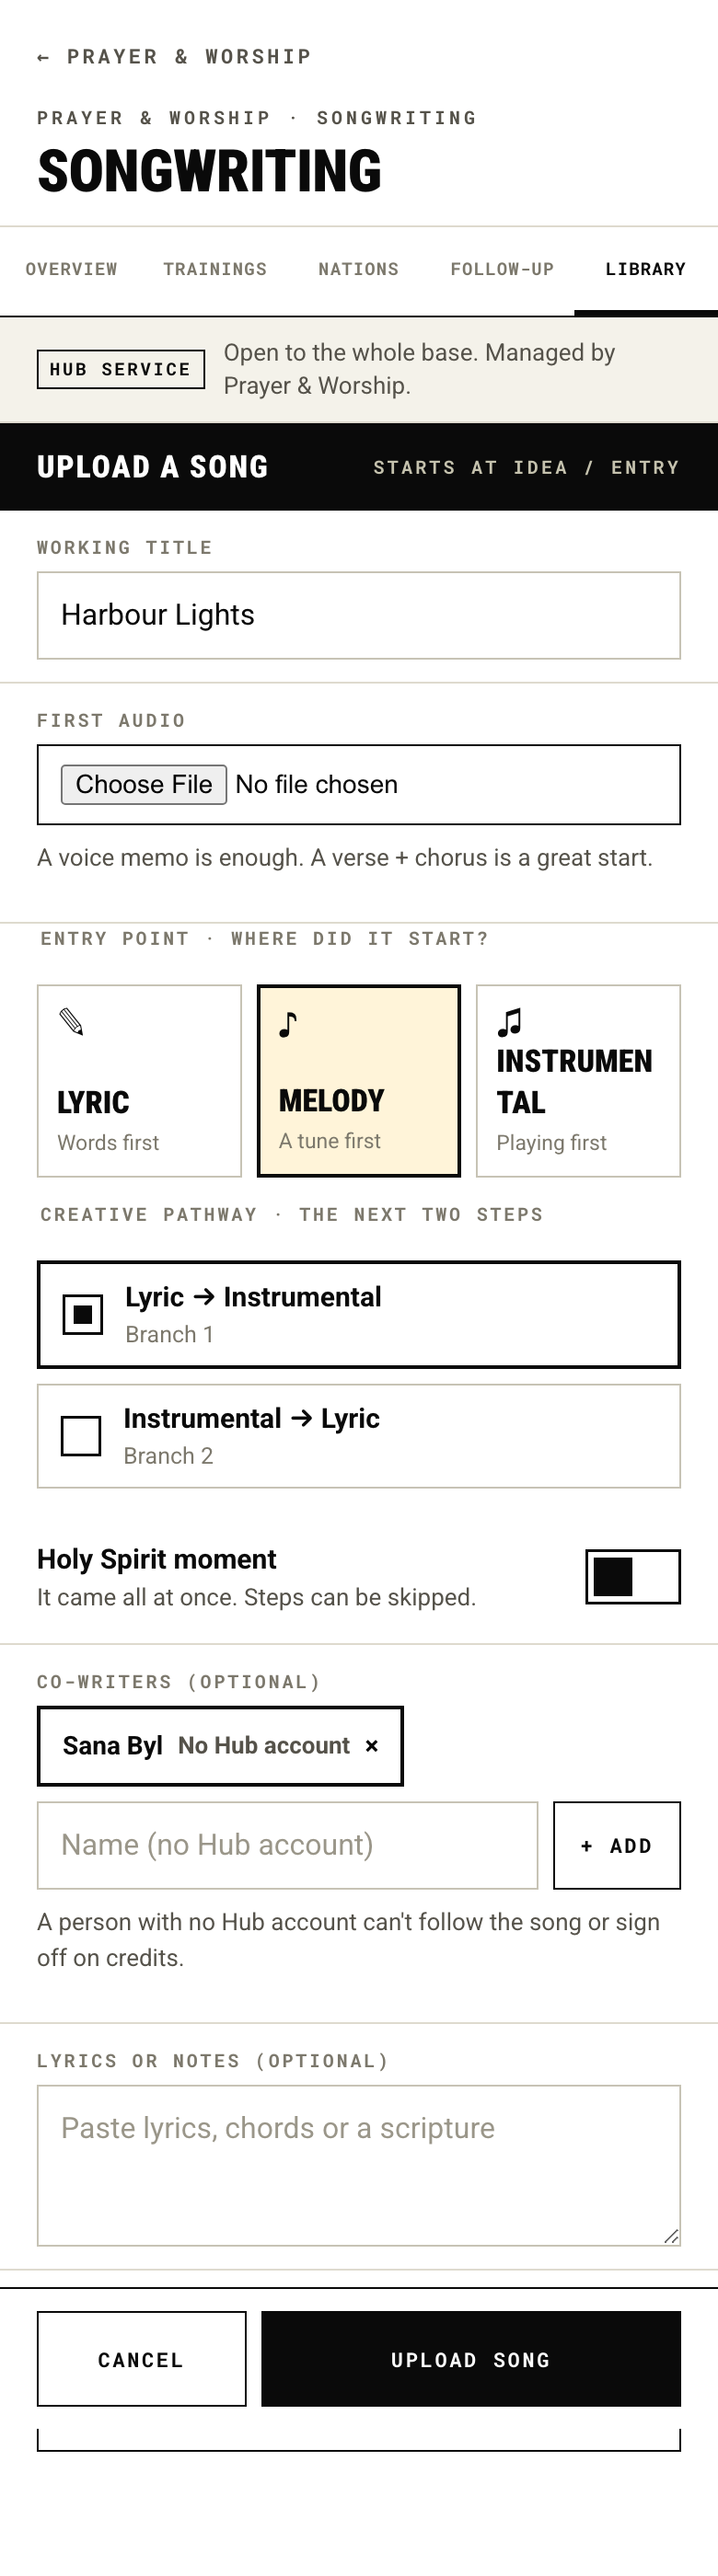 ← PRAYER & WORSHIP
PRAYER & WORSHIP · SONGWRITING
SONGWRITING
OVERVIEW TRAININGS NATIONS FOLLOW-UP LIBRARY
HUB SERVICE
Open to the whole base. Managed by
Prayer & Worship.
UPLOAD A SONG
STARTS AT IDEA / ENTRY
WORKING TITLE
Harbour Lights
FIRST AUDIO
Choose File No file chosen
A voice memo is enough. A verse + chorus is a great start.
ENTRY POINT · WHERE DID IT START?
LYRIC
Words first
MELODY
A tune first
INSTRUMEN
TAL
Playing first
CREATIVE PATHWAY · THE NEXT TWO STEPS
Lyric → Instrumental
Branch 1
Instrumental → Lyric
Branch 2
Holy Spirit moment
It came all at once. Steps can be skipped.
CO-WRITERS (OPTIONAL)
Sana Byl No Hub account ×
Name (no Hub account)
+ ADD
A person with no Hub account can't follow the song or sign
off on credits.
LYRICS OR NOTES (OPTIONAL)
Paste lyrics, chords or a scripture
CANCEL
UPLOAD SONG